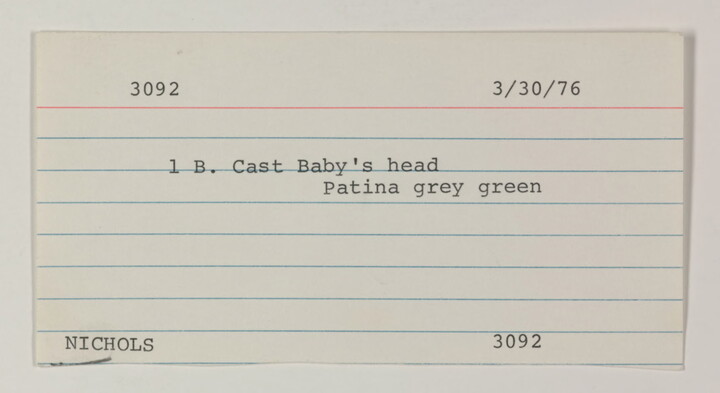 3092 3/30/76
1 B. Cast Baby's head
Patina grey green
NICHOLS 3092